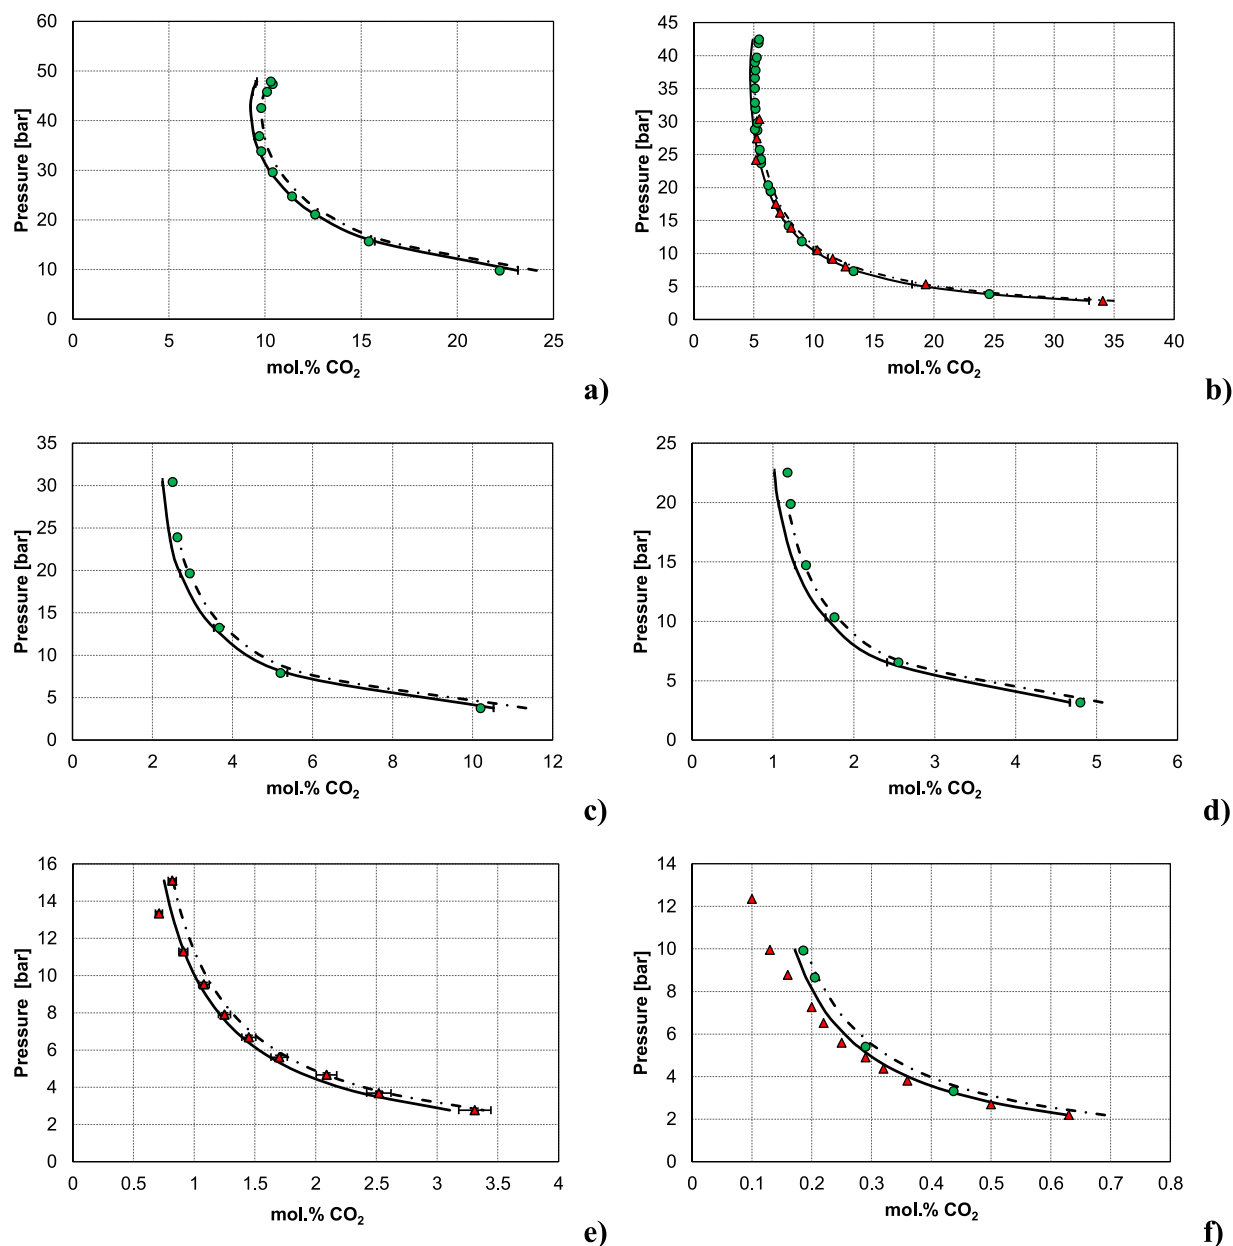 60
50
40
30
20
10
0
Pressure [bar]
0 5 10 15 20 25
mol.% CO2
a)
45
40
35
30
25
20
15
10
5
0
Pressure [bar]
0 5 10 15 20 25 30 35 40
mol.% CO2
b)
35
30
25
20
15
10
5
0
Pressure [bar]
0 2 4 6 8 10 12
mol.% CO2
c)
25
20
15
10
5
0
Pressure [bar]
0 1 2 3 4 5 6
mol.% CO2
d)
16
14
12
10
8
6
4
2
0
Pressure [bar]
0 0.5 1 1.5 2 2.5 3 3.5 4
mol.% CO2
e)
14
12
10
8
6
4
2
0
Pressure [bar]
0 0.1 0.2 0.3 0.4 0.5 0.6 0.7 0.8
mol.% CO2
f)